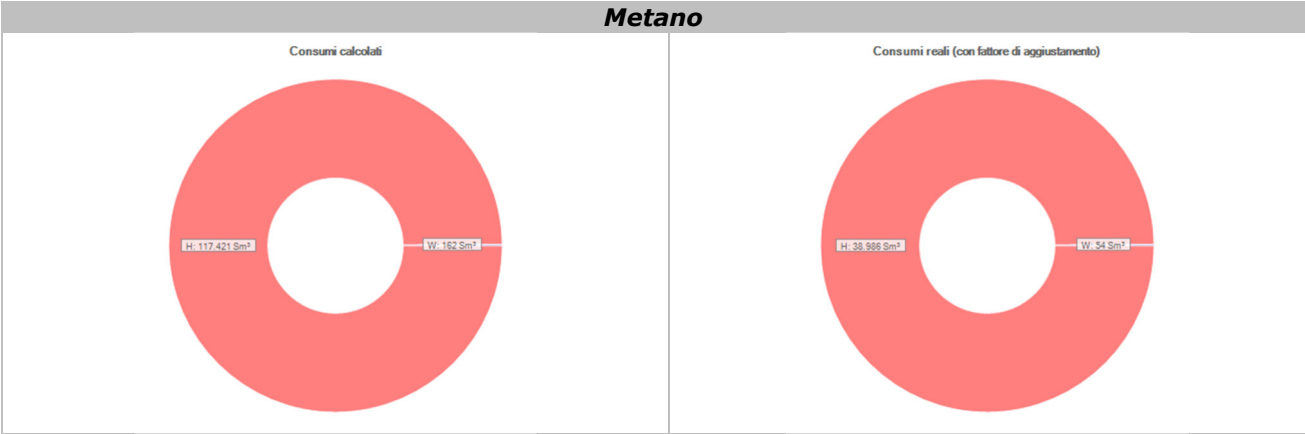 Metano
Consumi calcolati
Consumi reali (con fattore di aggiustamento)
H: 117.421 Sm³
W: 162 Sm³
H: 38.986 Sm³
W: 54 Sm³